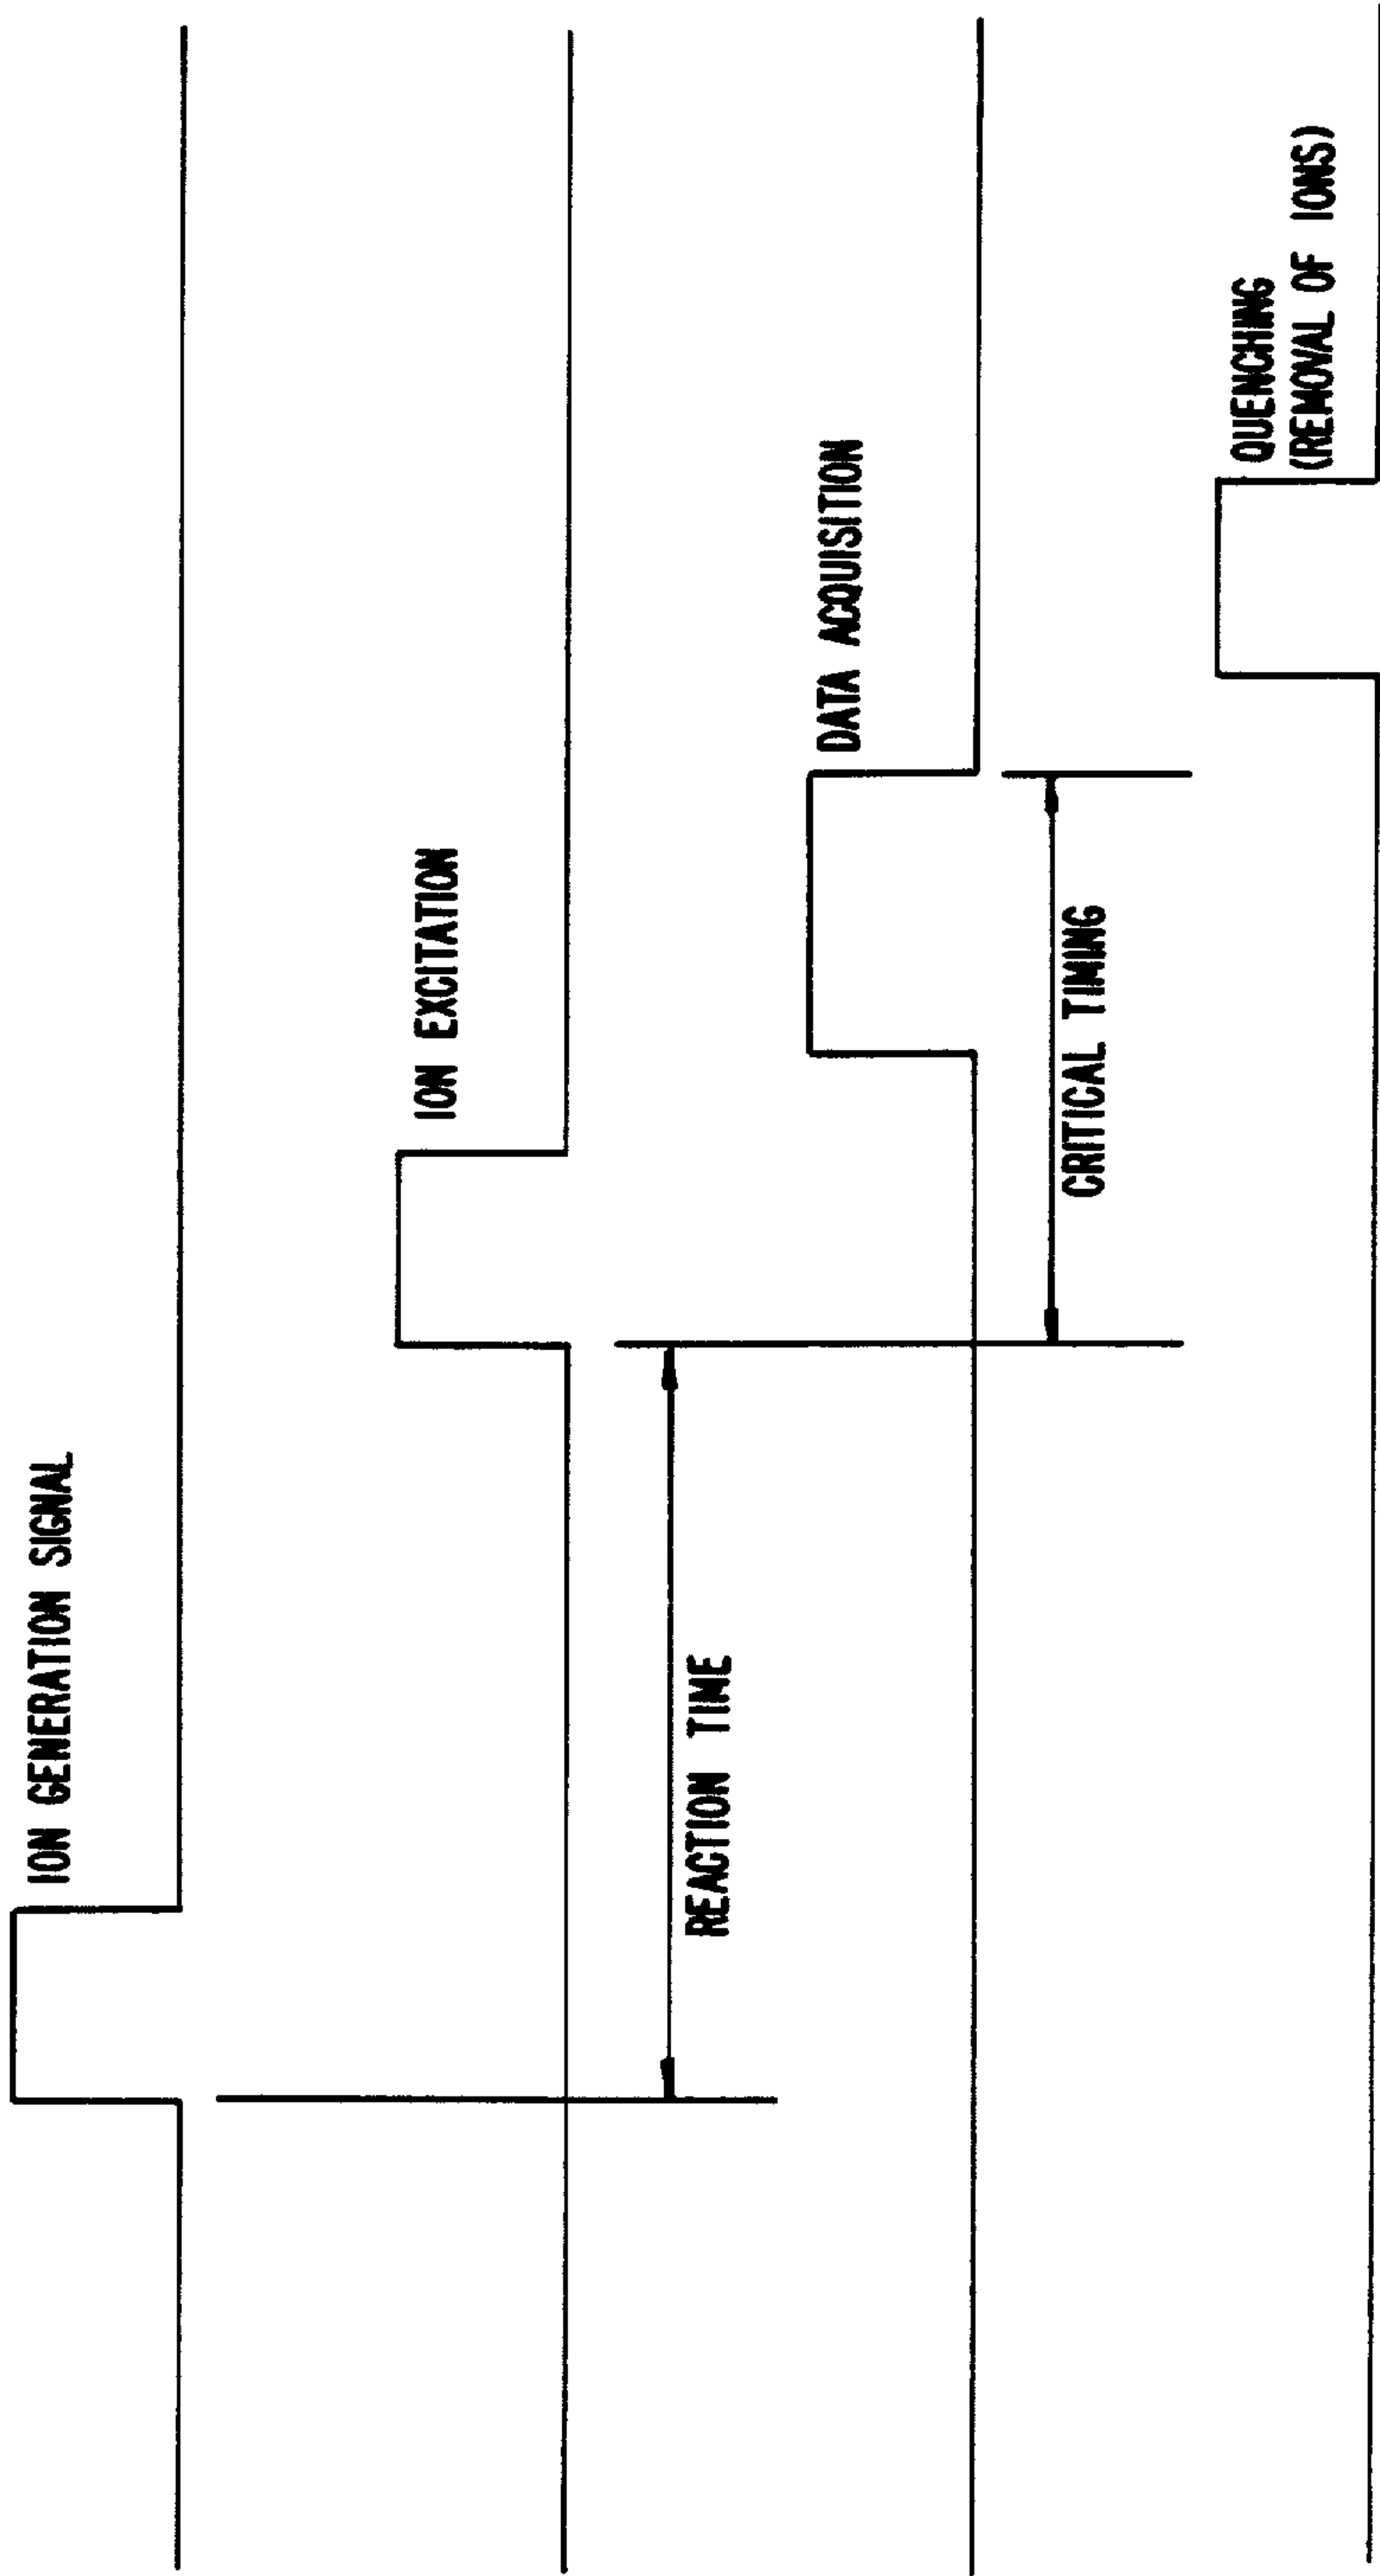 ION GENERATION SIGNAL
ION EXCITATION
REACTION TIME
DATA ACQUISITION
CRITICAL TIMING
QUENCHING
(REMOVAL OF IONS)